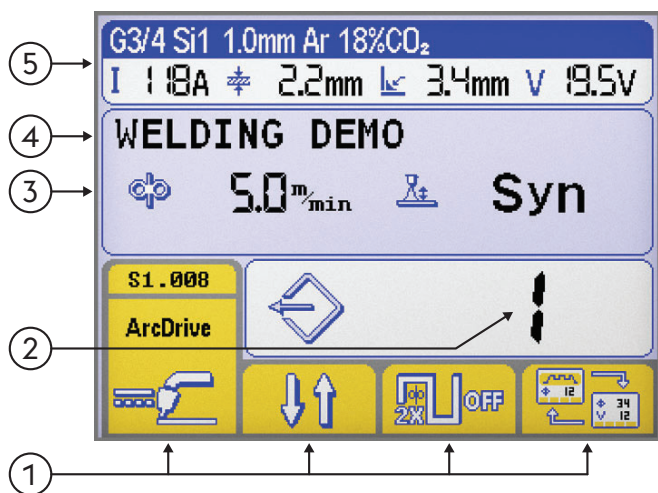 G3/4 Si1 1.0mm Ar 18%CO₂
I 118A 2.2mm 3.4mm V 19.5V
WELDING DEMO
5.0 m/min Syn
S1.008
ArcDrive
1
2X OFF
12 34
V 12
5
4
3
2
1